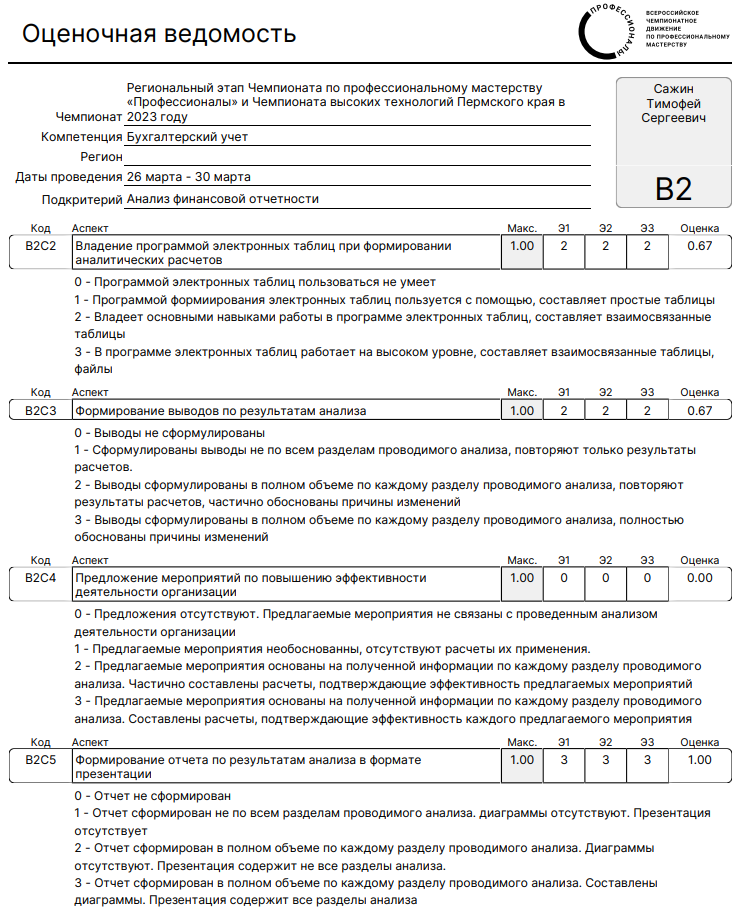 Оценочная ведомость
ПРОФЕССИОНАЛЫ
ВСЕРОССИЙСКОЕ
ЧЕМПИОНАТНОЕ
ДВИЖЕНИЕ
ПО ПРОФЕССИОНАЛЬНОМУ
МАСТЕРСТВУ
Региональный этап Чемпионата по профессиональному мастерству
«Профессионалы» и Чемпионата высоких технологий Пермского края в
Чемпионат 2023 году
Компетенция Бухгалтерский учет
Регион
Даты проведения 26 марта - 30 марта
Подкритерий Анализ финансовой отчетности
Сажин
Тимофей
Сергеевич
B2
Код Аспект Макс. Э1 Э2 Э3 Оценка
B2C2 Владение программой электронных таблиц при формировании 1.00 2 2 2 0.67
аналитических расчетов
0 - Программой электронных таблиц пользоваться не умеет
1 - Программой формиирования электронных таблиц пользуется с помощью, составляет простые таблицы
2 - Владеет основными навыками работы в программе электронных таблиц, составляет взаимосвязанные
таблицы
3 - В программе электронных таблиц работает на высоком уровне, составляет взаимосвязанные таблицы,
файлы
Код Аспект Макс. Э1 Э2 Э3 Оценка
B2C3 Формирование выводов по результатам анализа 1.00 2 2 2 0.67
0 - Выводы не сформулированы
1 - Сформулированы выводы не по всем разделам проводимого анализа, повторяют только результаты
расчетов.
2 - Выводы сформулированы в полном объеме по каждому разделу проводимого анализа, повторяют
результаты расчетов, частично обоснованы причины изменений
3 - Выводы сформулированы в полном объеме по каждому разделу проводимого анализа, полностью
обоснованы причины изменений
Код Аспект Макс. Э1 Э2 Э3 Оценка
B2C4 Предложение мероприятий по повышению эффективности 1.00 0 0 0 0.00
деятельности организации
0 - Предложения отсутствуют. Предлагаемые мероприятия не связаны с проведенным анализом
деятельности организации
1 - Предлагаемые мероприятия необоснованны, отсутствуют расчеты их применения.
2 - Предлагаемые мероприятия основаны на полученной информации по каждому разделу проводимого
анализа. Частично составлены расчеты, подтверждающие эффективность предлагаемых мероприятий
3 - Предлагаемые мероприятия основаны на полученной информации по каждому разделу проводимого
анализа. Составлены расчеты, подтверждающие эффективность каждого предлагаемого мероприятия
Код Аспект Макс. Э1 Э2 Э3 Оценка
B2C5 Формирование отчета по результатам анализа в формате 1.00 3 3 3 1.00
презентации
0 - Отчет не сформирован
1 - Отчет сформирован не по всем разделам проводимого анализа. диаграммы отсутствуют. Презентация
отсутствует
2 - Отчет сформирован в полном объеме по каждому разделу проводимого анализа. Диаграммы
отсутствуют. Презентация содержит не все разделы анализа.
3 - Отчет сформирован в полном объеме по каждому разделу проводимого анализа. Составлены
диаграммы. Презентация содержит все разделы анализа